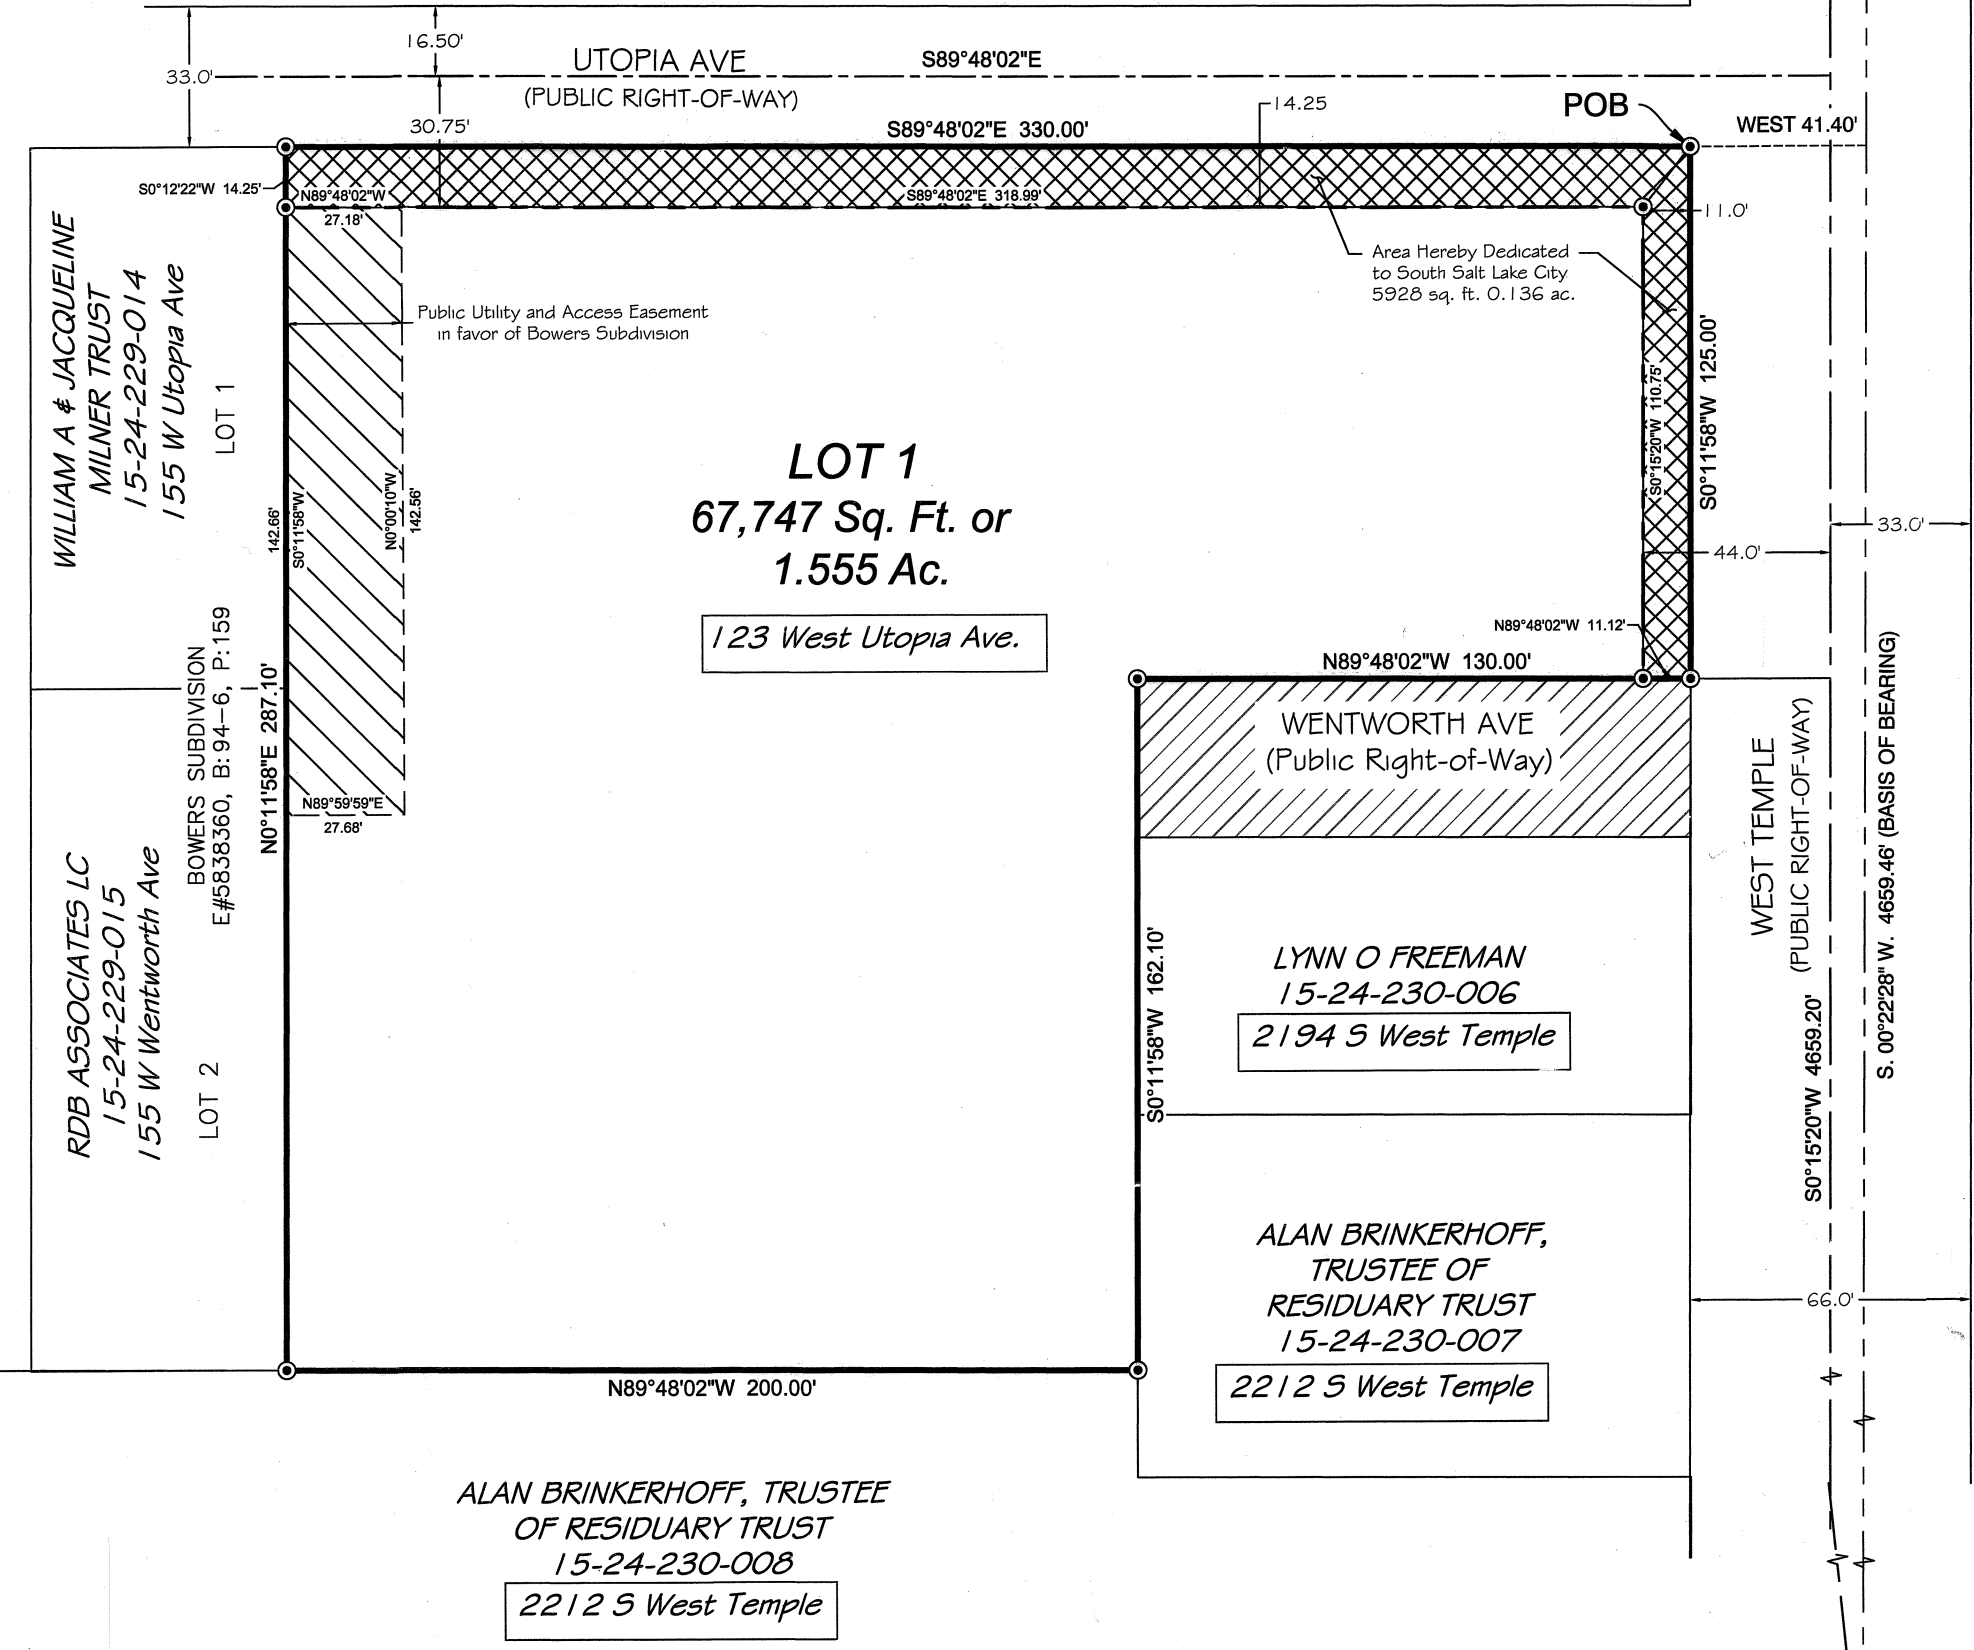 16.50'
UTOPIA AVE
S89°48'02"E
33.0'
(PUBLIC RIGHT-OF-WAY)
14.25
POB
30.75'
S89°48'02"E 330.00'
WEST 41.40'
S0°12'22"W 14.25'
N89°48'02"W
27.18'
S89°48'02"E 318.99'
11.0'
Area Hereby Dedicated
to South Salt Lake City
5928 sq. ft. 0.136 ac.
Public Utility and Access Easement
in favor of Bowers Subdivision
WILLIAM A & JACQUELINE
MILNER TRUST
15-24-229-014
155 W Utopia Ave
LOT 1
142.66'
S0°11'58"W
N0°00'10"W
142.56'
LOT 1
67,747 Sq. Ft. or
1.555 Ac.
123 West Utopia Ave.
S0°15'20"W 110.75'
S0°11'58"W 125.00'
33.0'
44.0'
N89°48'02"W 11.12'
N89°48'02"W 130.00'
WENTWORTH AVE
(Public Right-of-Way)
BOWERS SUBDIVISION
E#5838360, B:94-6, P:159
N0°11'58"E 287.10'
N89°59'59"E
27.68'
RDB ASSOCIATES LC
15-24-229-015
155 W Wentworth Ave
LOT 2
S0°11'58"W 162.10'
LYNN O FREEMAN
15-24-230-006
2194 S West Temple
WEST TEMPLE
(PUBLIC RIGHT-OF-WAY)
S0°15'20"W 4659.20'
S. 00°22'28" W. 4659.46' (BASIS OF BEARING)
ALAN BRINKERHOFF,
TRUSTEE OF
RESIDUARY TRUST
15-24-230-007
2212 S West Temple
66.0'
N89°48'02"W 200.00'
ALAN BRINKERHOFF, TRUSTEE
OF RESIDUARY TRUST
15-24-230-008
2212 S West Temple